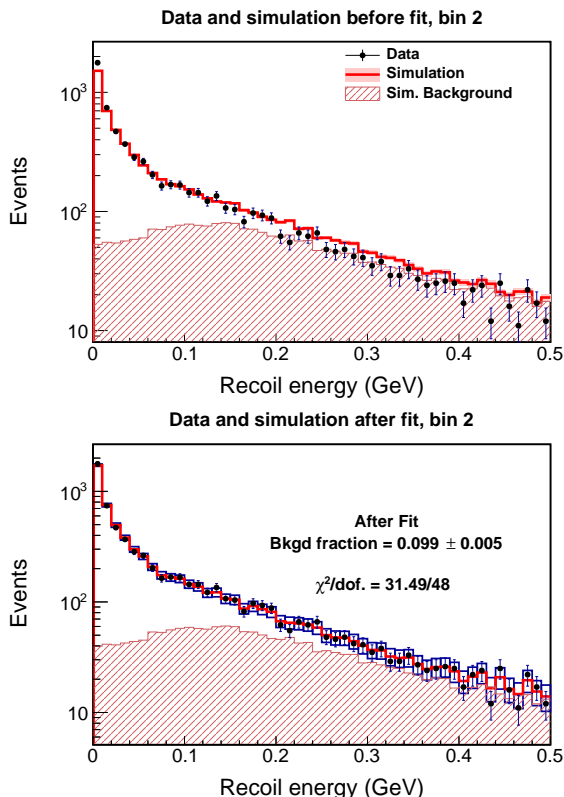 Data and simulation before fit, bin 2
Data
Simulation
Sim. Background
10³
10²
10
Events
0 0.1 0.2 0.3 0.4 0.5
Recoil energy (GeV)
Data and simulation after fit, bin 2
After Fit
Bkgd fraction = 0.099 ± 0.005
χ²/dof. = 31.49/48
10³
10²
10
Events
0 0.1 0.2 0.3 0.4 0.5
Recoil energy (GeV)